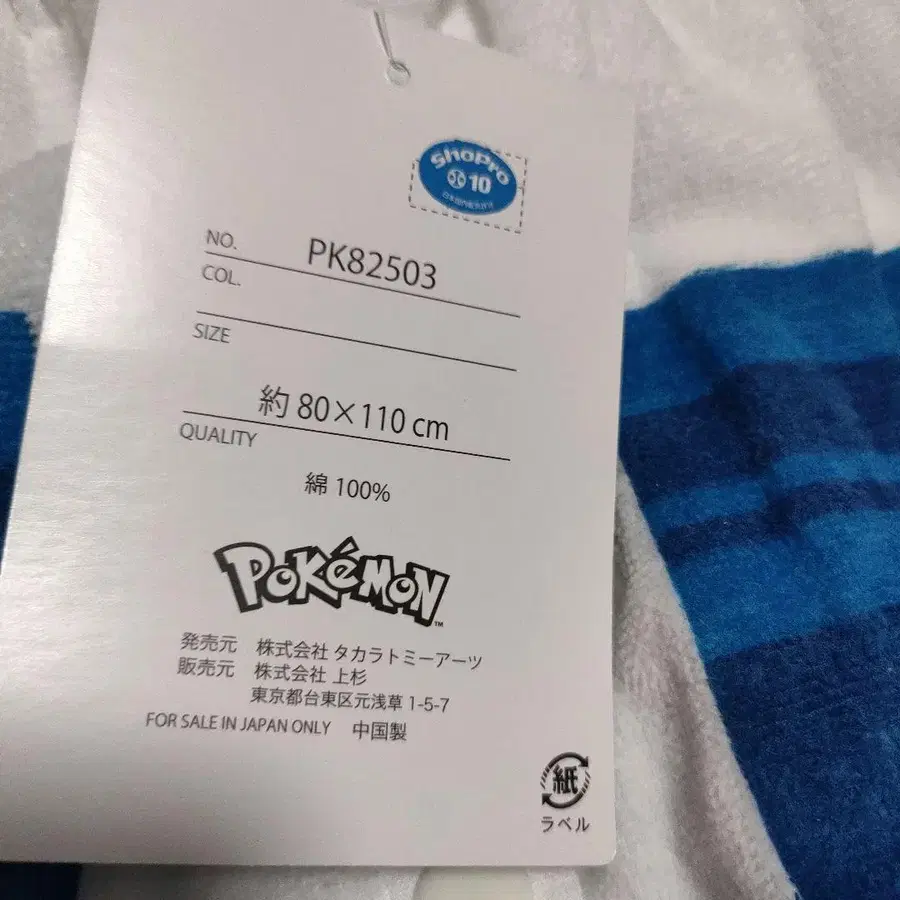 ShoPro
10
NO. PK82503
COL.
SIZE
約 80×110 cm
QUALITY
綿 100%
POKéMON™
発売元 株式会社 タカラトミーアーツ
販売元 株式会社 上杉
東京都台東区元浅草 1-5-7
FOR SALE IN JAPAN ONLY 中国製
紙
ラベル